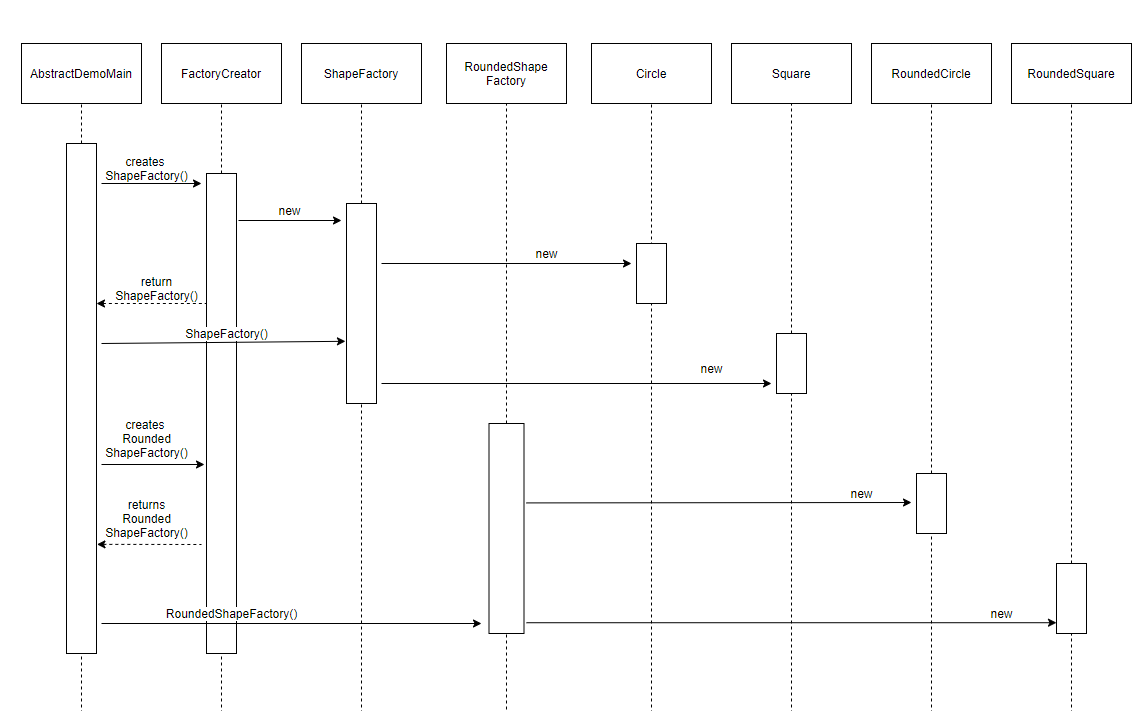 AbstractDemoMain
FactoryCreator
ShapeFactory
RoundedShape
Factory
Circle
Square
RoundedCircle
RoundedSquare
creates
ShapeFactory()
new
new
return
ShapeFactory()
ShapeFactory()
new
creates
Rounded
ShapeFactory()
new
returns
Rounded
ShapeFactory()
RoundedShapeFactory()
new